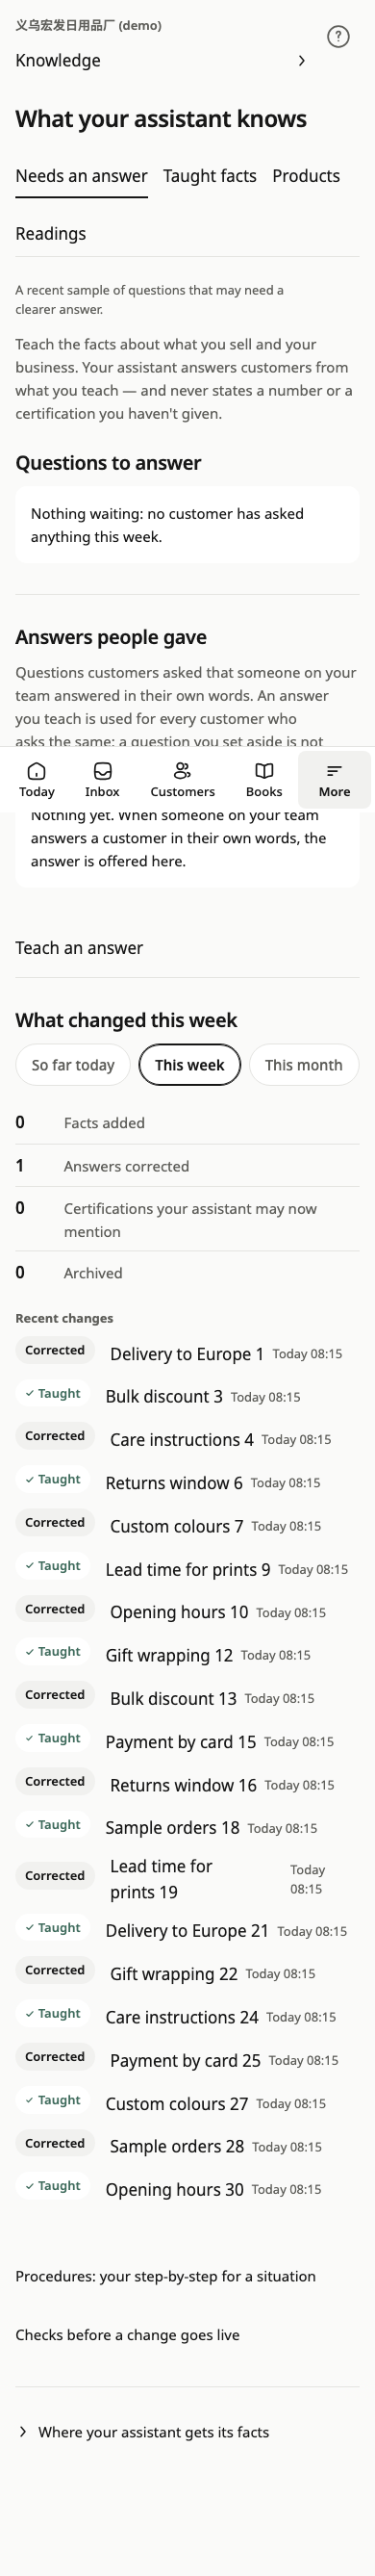 义乌宏发日用品厂 (demo)
Knowledge
What your assistant knows
Needs an answer
Taught facts
Products
Readings
A recent sample of questions that may need a
clearer answer.
Teach the facts about what you sell and your
business. Your assistant answers customers from
what you teach — and never states a number or a
certification you haven't given.
Questions to answer
Nothing waiting: no customer has asked
anything this week.
Answers people gave
Questions customers asked that someone on your
team answered in their own words. An answer
you teach is used for every customer who
asks the same; a question you set aside is not
Today
Inbox
Customers
Books
More
Nothing yet. When someone on your team
answers a customer in their own words, the
answer is offered here.
Teach an answer
What changed this week
So far today
This week
This month
0 Facts added
1 Answers corrected
0 Certifications your assistant may now
mention
0 Archived
Recent changes
Corrected Delivery to Europe 1 Today 08:15
Taught Bulk discount 3 Today 08:15
Corrected Care instructions 4 Today 08:15
Taught Returns window 6 Today 08:15
Corrected Custom colours 7 Today 08:15
Taught Lead time for prints 9 Today 08:15
Corrected Opening hours 10 Today 08:15
Taught Gift wrapping 12 Today 08:15
Corrected Bulk discount 13 Today 08:15
Taught Payment by card 15 Today 08:15
Corrected Returns window 16 Today 08:15
Taught Sample orders 18 Today 08:15
Corrected Lead time for prints 19 Today 08:15
Taught Delivery to Europe 21 Today 08:15
Corrected Gift wrapping 22 Today 08:15
Taught Care instructions 24 Today 08:15
Corrected Payment by card 25 Today 08:15
Taught Custom colours 27 Today 08:15
Corrected Sample orders 28 Today 08:15
Taught Opening hours 30 Today 08:15
Procedures: your step-by-step for a situation
Checks before a change goes live
Where your assistant gets its facts